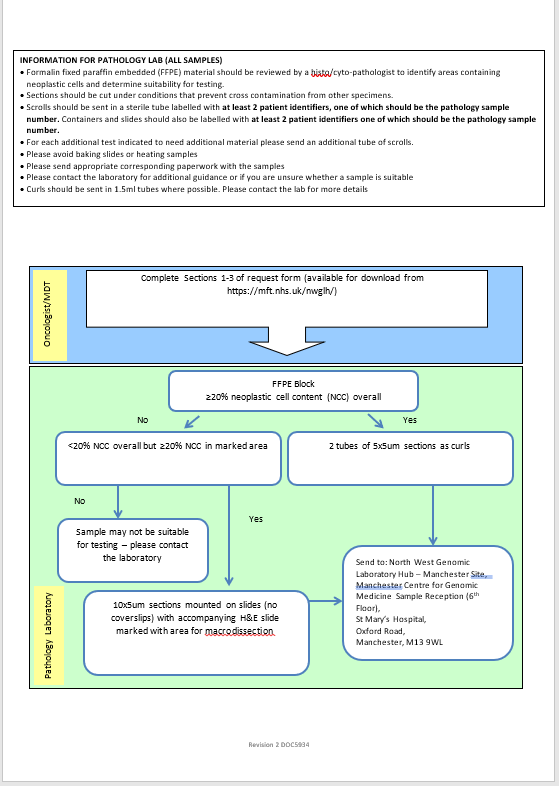 INFORMATION FOR PATHOLOGY LAB (ALL SAMPLES)
• Formalin fixed paraffin embedded (FFPE) material should be reviewed by a histo/cyto-pathologist to identify areas containing
neoplastic cells and determine suitability for testing.
• Sections should be cut under conditions that prevent cross contamination from other specimens.
• Scrolls should be sent in a sterile tube labelled with at least 2 patient identifiers, one of which should be the pathology sample
number. Containers and slides should also be labelled with at least 2 patient identifiers one of which should be the pathology sample
number.
• For each additional test indicated to need additional material please send an additional tube of scrolls.
• Please avoid baking slides or heating samples
• Please send appropriate corresponding paperwork with the samples
• Please contact the laboratory for additional guidance or if you are unsure whether a sample is suitable
• Curls should be sent in 1.5ml tubes where possible. Please contact the lab for more details
Oncologist/MDT
Complete Sections 1-3 of request form (available for download from
https://mft.nhs.uk/nwglh/)
FFPE Block
≥20% neoplastic cell content (NCC) overall
No
Yes
<20% NCC overall but ≥20% NCC in marked area
2 tubes of 5x5um sections as curls
No
Yes
Sample may not be suitable
for testing – please contact
the laboratory
Send to: North West Genomic
Laboratory Hub – Manchester Site,
Manchester Centre for Genomic
Medicine Sample Reception (6th
Floor),
St Mary's Hospital,
Oxford Road,
Manchester, M13 9WL
Pathology Laboratory
10x5um sections mounted on slides (no
coverslips) with accompanying H&E slide
marked with area for macrodissection
Revision 2 DOC5934